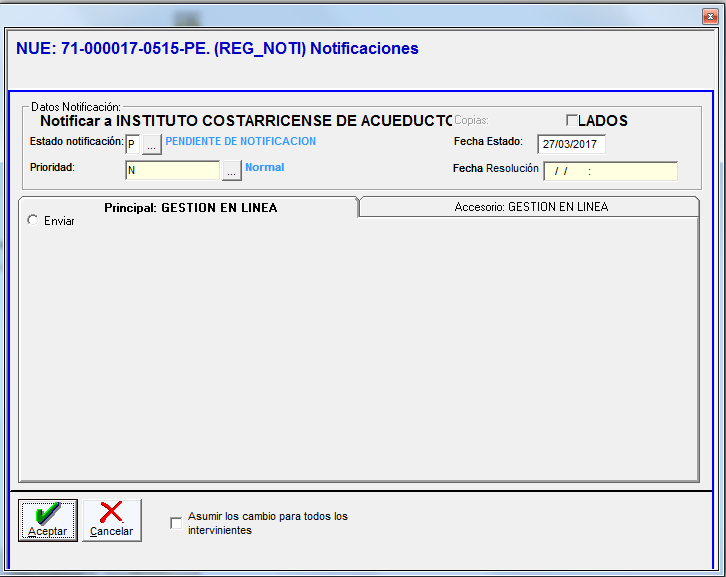 NUE: 71-000017-0515-PE. (REG_NOTI) Notificaciones
Datos Notificación:
Notificar a INSTITUTO COSTARRICENSE DE ACUEDUCTO Copias: LADOS
Estado notificación: P ... PENDIENTE DE NOTIFICACION Fecha Estado: 27/03/2017
Prioridad: N ... Normal Fecha Resolución / / :
Principal: GESTION EN LINEA Accesorio: GESTION EN LINEA
Enviar
Aceptar Cancelar
Asumir los cambio para todos los
intervinientes